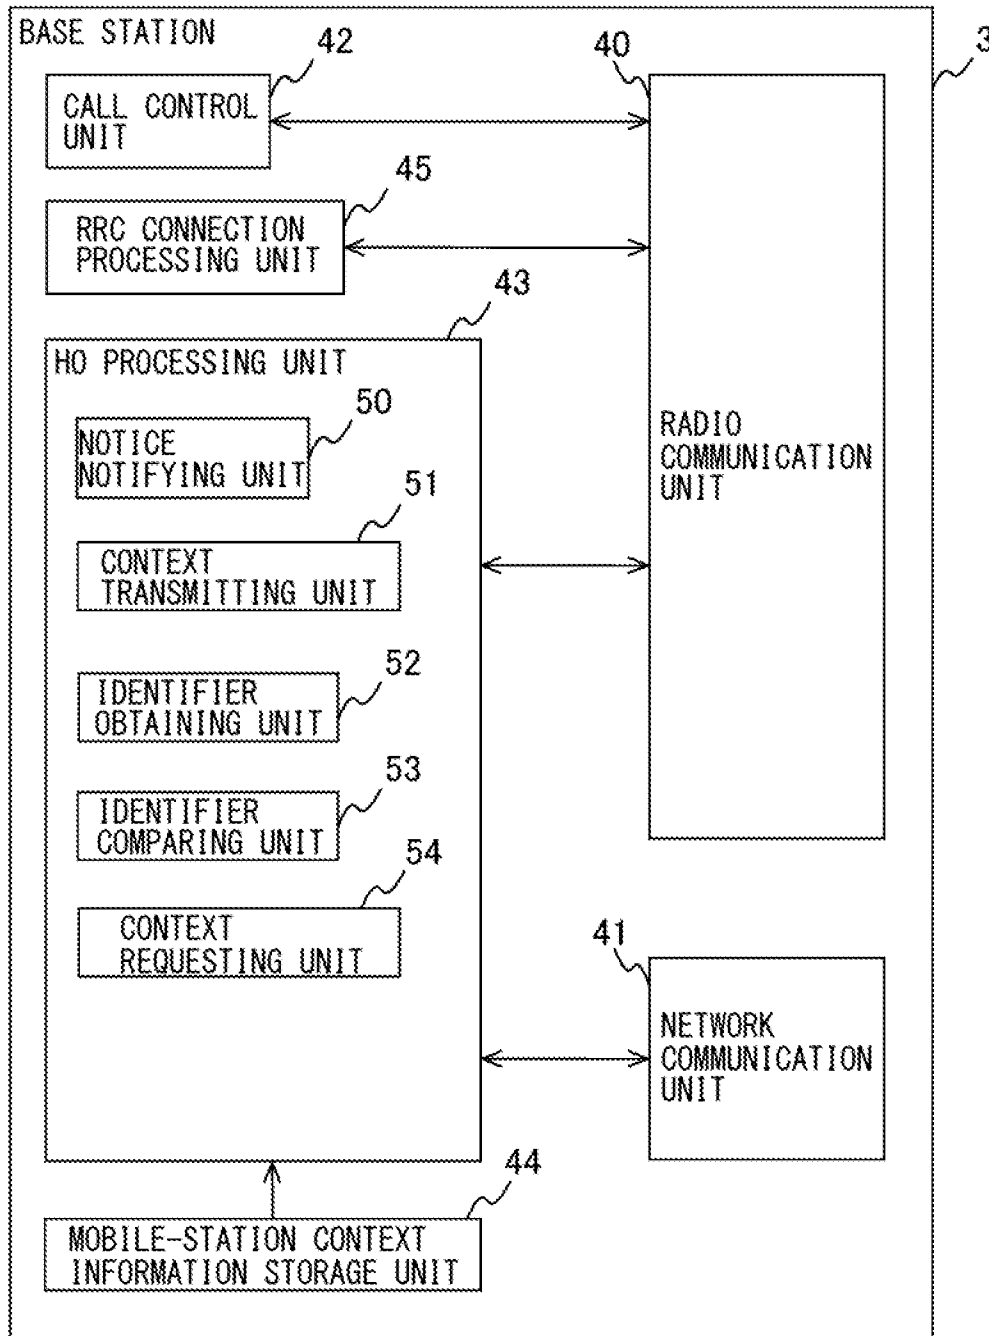 BASE STATION
42
40
3
CALL CONTROL
UNIT
45
RRC CONNECTION
PROCESSING UNIT
43
HO PROCESSING UNIT
50
NOTICE
NOTIFYING UNIT
51
CONTEXT
TRANSMITTING UNIT
52
IDENTIFIER
OBTAINING UNIT
53
IDENTIFIER
COMPARING UNIT
54
CONTEXT
REQUESTING UNIT
RADIO
COMMUNICATION
UNIT
41
NETWORK
COMMUNICATION
UNIT
44
MOBILE-STATION CONTEXT
INFORMATION STORAGE UNIT